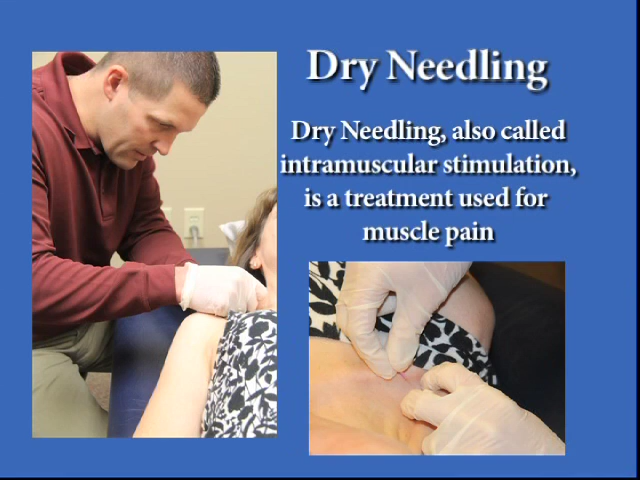 Dry Needling
Dry Needling, also called
intramuscular stimulation,
is a treatment used for
muscle pain